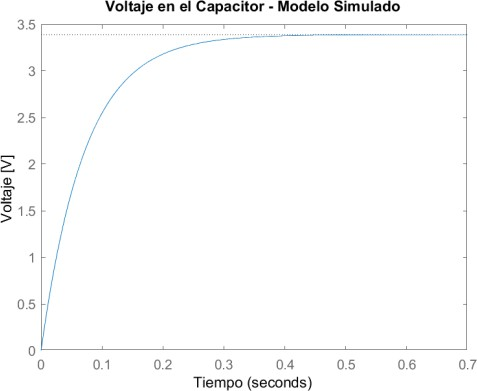 Voltaje en el Capacitor - Modelo Simulado
3.5
3
2.5
2
1.5
1
0.5
0
Voltaje [V]
0 0.1 0.2 0.3 0.4 0.5 0.6 0.7
Tiempo (seconds)